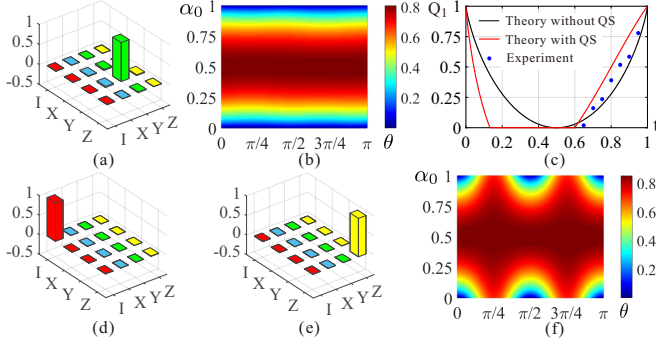 1
0.5
0
-0.5
I
X
Y
Z
I
X
Y
Z
(a)
α0
1
0.75
0.5
0.25
0
0 π/4 π/2 3π/4 π θ
0.8
0.6
0.4
0.2
(b)
Q1
1
0.8
0.6
0.4
0.2
0
Theory without QS
Theory with QS
Experiment
0 0.2 0.4 0.6 0.8 1
t
(c)
1
0.5
0
-0.5
I
X
Y
Z
I
X
Y
Z
(d)
1
0.5
0
-0.5
I
X
Y
Z
I
X
Y
Z
(e)
α0
1
0.75
0.5
0.25
0
0 π/4 π/2 3π/4 π θ
0.8
0.6
0.4
0.2
(f)